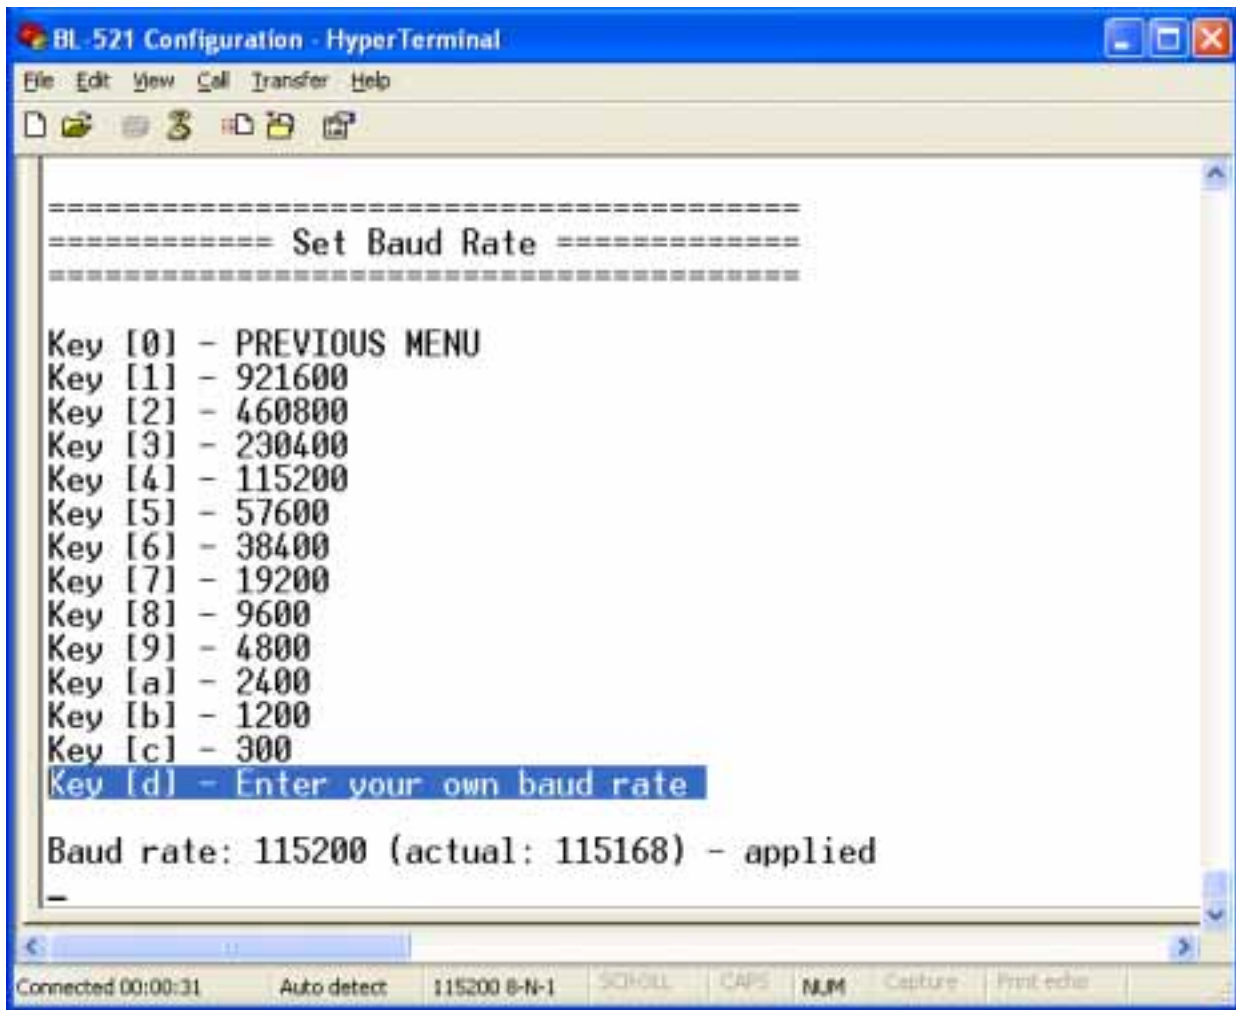 BL-521 Configuration - HyperTerminal
File Edit View Call Transfer Help
========================================
============ Set Baud Rate =============
========================================
Key [0] - PREVIOUS MENU
Key [1] - 921600
Key [2] - 460800
Key [3] - 230400
Key [4] - 115200
Key [5] - 57600
Key [6] - 38400
Key [7] - 19200
Key [8] - 9600
Key [9] - 4800
Key [a] - 2400
Key [b] - 1200
Key [c] - 300
Key [d] - Enter your own baud rate
Baud rate: 115200 (actual: 115168) - applied
_
Connected 00:00:31 Auto detect 115200 8-N-1 SCROLL CAPS NUM Capture Print echo